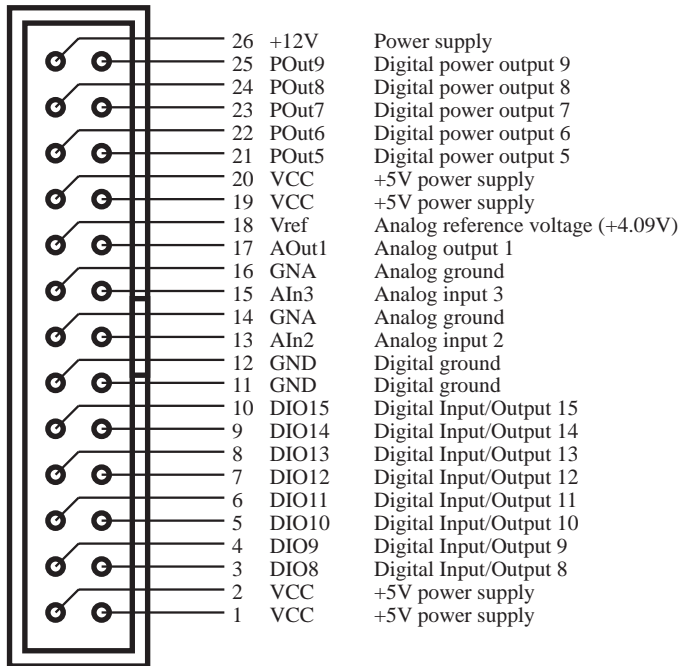 26 +12V Power supply
25 POut9 Digital power output 9
24 POut8 Digital power output 8
23 POut7 Digital power output 7
22 POut6 Digital power output 6
21 POut5 Digital power output 5
20 VCC +5V power supply
19 VCC +5V power supply
18 Vref Analog reference voltage (+4.09V)
17 AOut1 Analog output 1
16 GNA Analog ground
15 AIn3 Analog input 3
14 GNA Analog ground
13 AIn2 Analog input 2
12 GND Digital ground
11 GND Digital ground
10 DIO15 Digital Input/Output 15
9 DIO14 Digital Input/Output 14
8 DIO13 Digital Input/Output 13
7 DIO12 Digital Input/Output 12
6 DIO11 Digital Input/Output 11
5 DIO10 Digital Input/Output 10
4 DIO9 Digital Input/Output 9
3 DIO8 Digital Input/Output 8
2 VCC +5V power supply
1 VCC +5V power supply